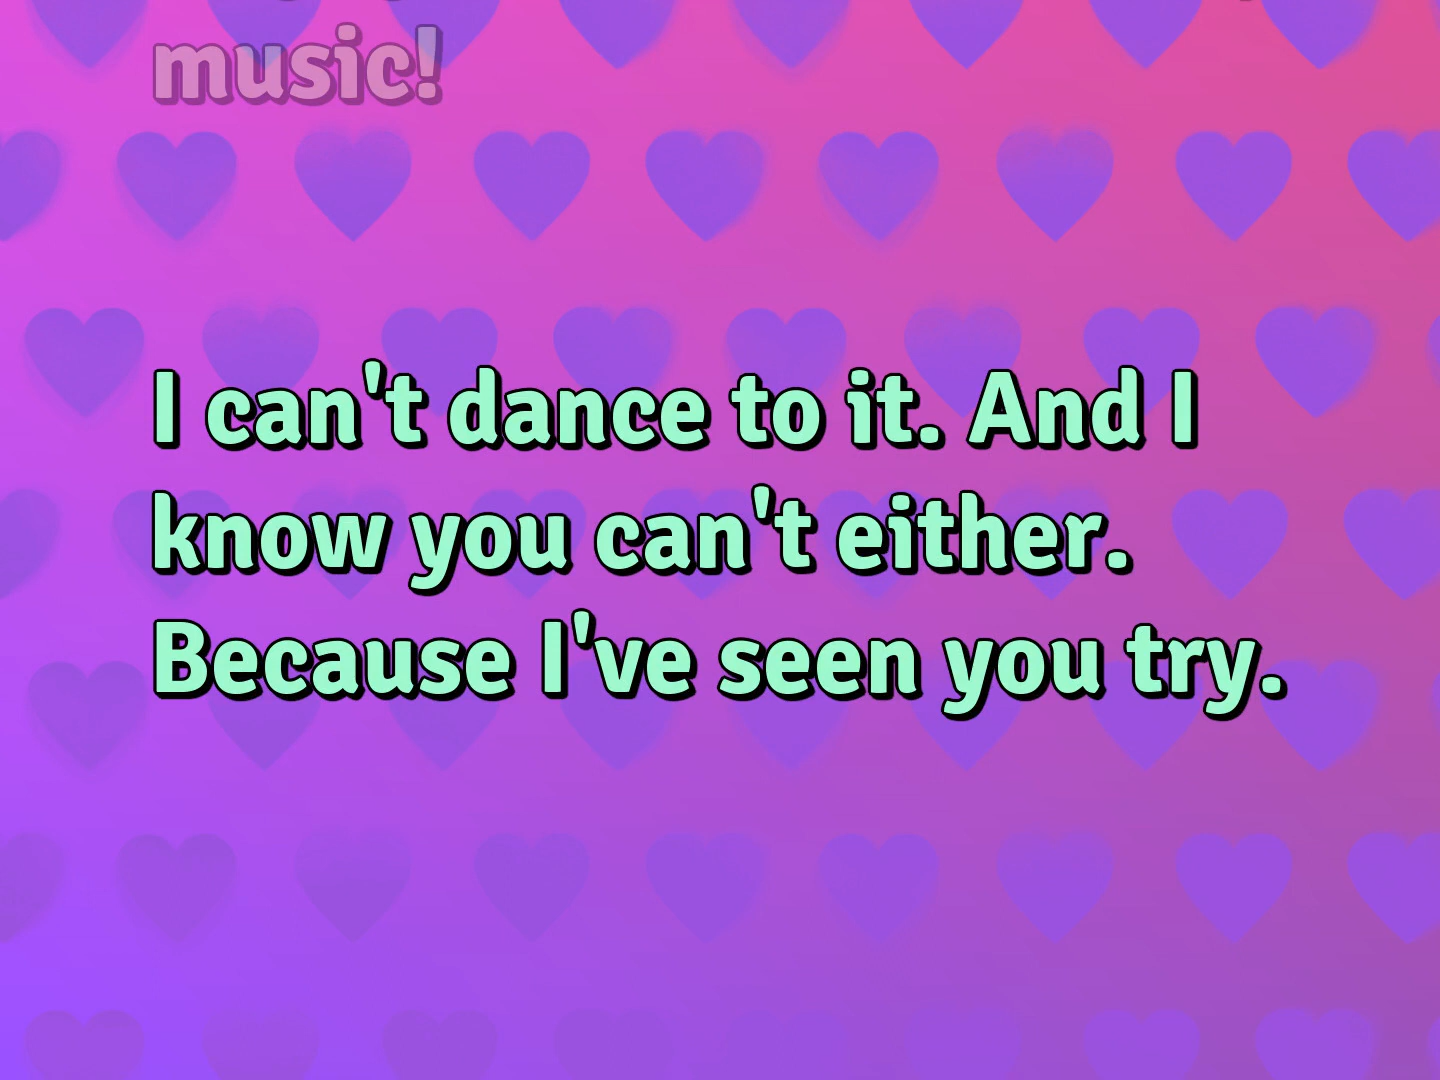 music!
I can't dance to it. And I
know you can't either.
Because I've seen you try.